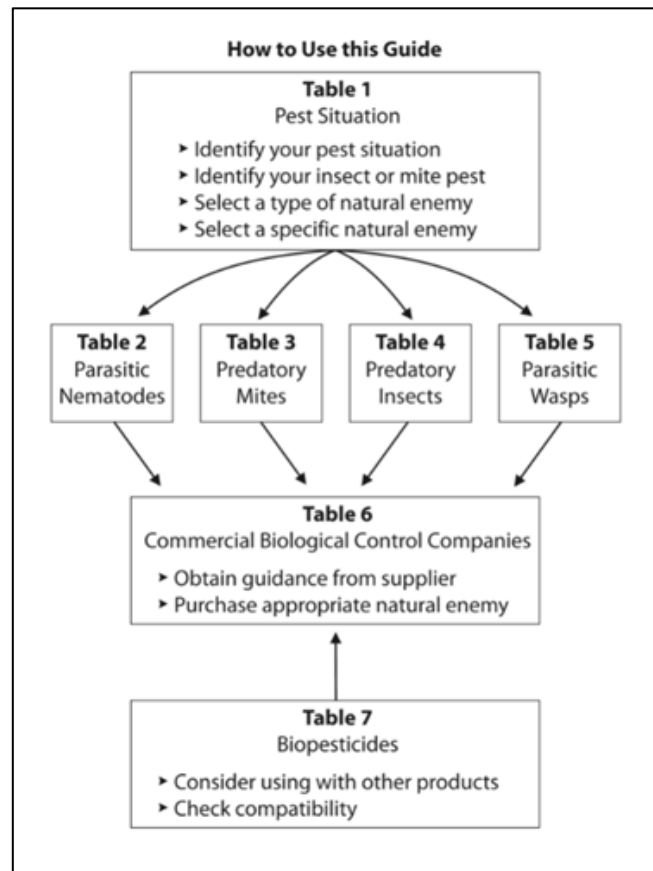 How to Use this Guide
Table 1
Pest Situation
➤ Identify your pest situation
➤ Identify your insect or mite pest
➤ Select a type of natural enemy
➤ Select a specific natural enemy
Table 2
Parasitic
Nematodes
Table 3
Predatory
Mites
Table 4
Predatory
Insects
Table 5
Parasitic
Wasps
Table 6
Commercial Biological Control Companies
➤ Obtain guidance from supplier
➤ Purchase appropriate natural enemy
Table 7
Biopesticides
➤ Consider using with other products
➤ Check compatibility